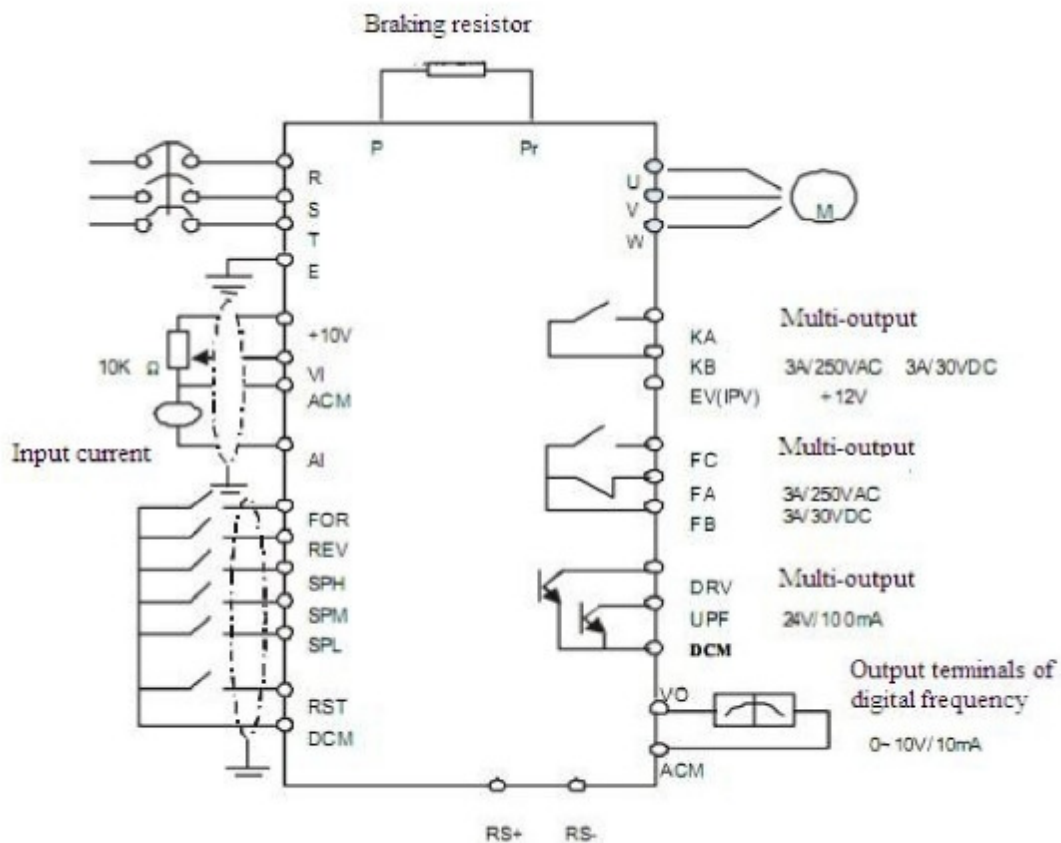 Braking resistor
P
Pr
R
S
T
E
+10V
VI
ACM
10K Ω
AI
Input current
FOR
REV
SPH
SPM
SPL
RST
DCM
U
V
W
M
KA
Multi-output
KB
3A/250VAC 3A/30VDC
EV(IPV)
+12V
FC
Multi-output
FA
3A/250VAC
FB
3A/30VDC
DRV
Multi-output
UPF
24V/100mA
DCM
VO
Output terminals of
digital frequency
0~10V/10mA
ACM
RS+
RS-